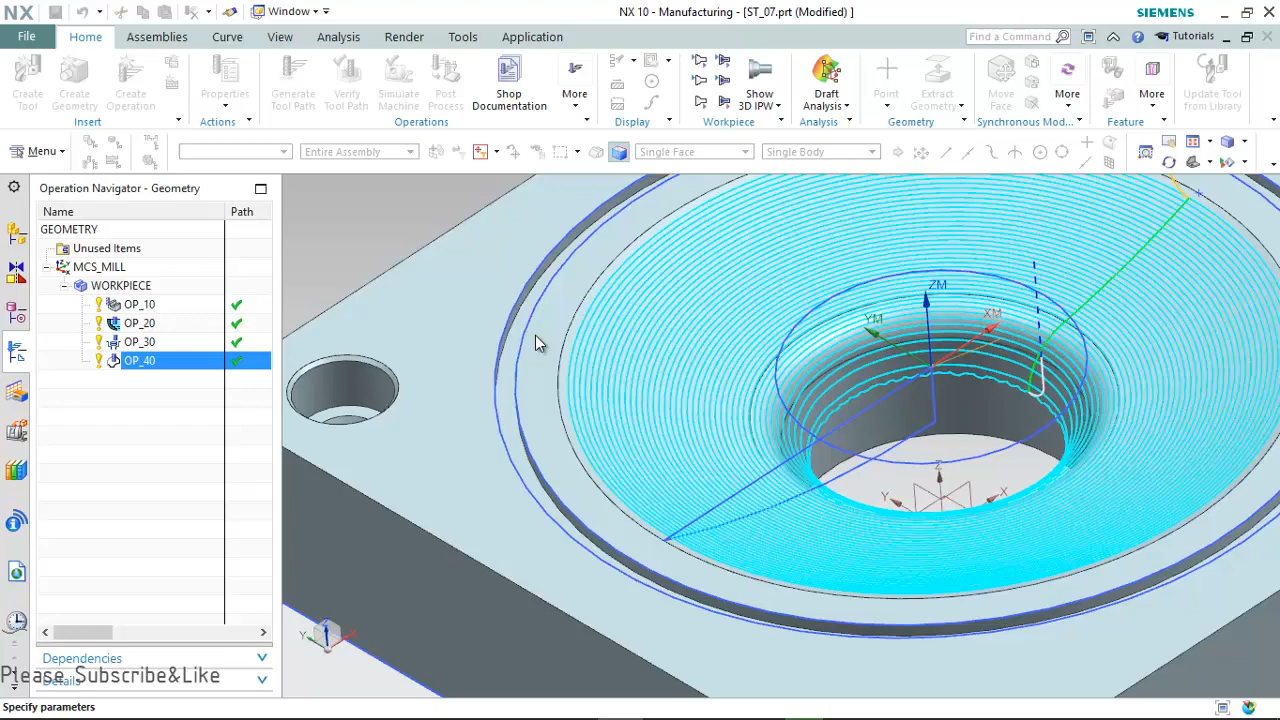 NX Window NX 10 - Manufacturing - [ST_07.prt (Modified) ] SIEMENS
File Home Assemblies Curve View Analysis Render Tools Application Find a Command Tutorials
Create Tool Create Geometry Create Operation Properties Generate Tool Path Verify Tool Path Simulate Machine Post Process Shop Documentation More Show 3D IPW Draft Analysis Point Extract Geometry Move Face More More Update Tool from Library
Insert Actions Operations Display Workpiece Analysis Geometry Synchronous Mod... Feature
Menu Entire Assembly Single Face Single Body
Operation Navigator - Geometry
Name Path
GEOMETRY
Unused Items
MCS_MILL
WORKPIECE
OP_10
OP_20
OP_30
OP_40
ZM
YM XM
Z
Y X
Z
Y X
Dependencies
Details
Please Subscribe&Like
Specify parameters